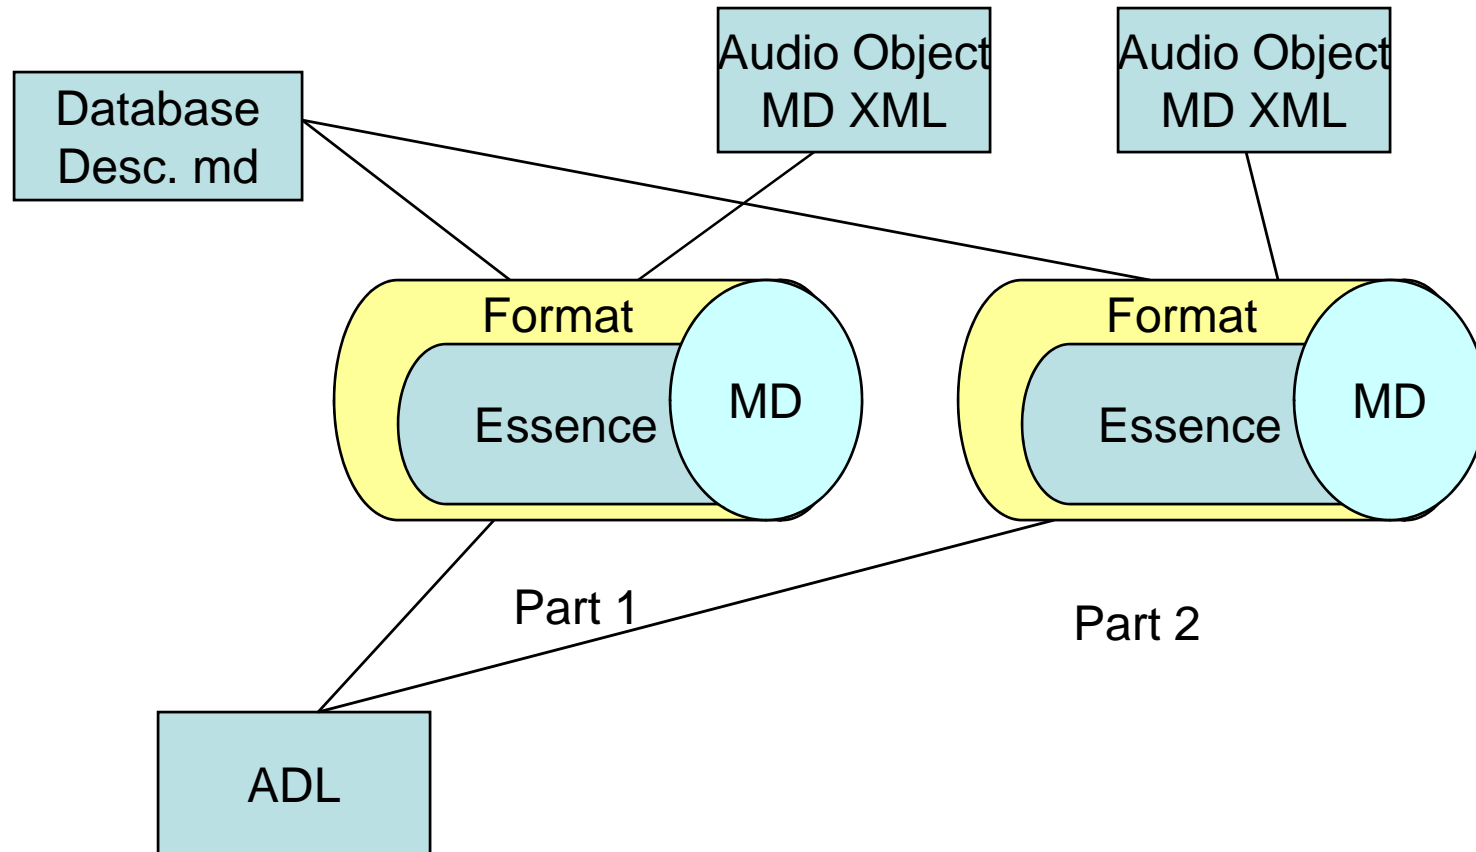 Audio Object
MD XML
Audio Object
MD XML
Database
Desc. md
Format
Essence
MD
Format
Essence
MD
Part 1
Part 2
ADL